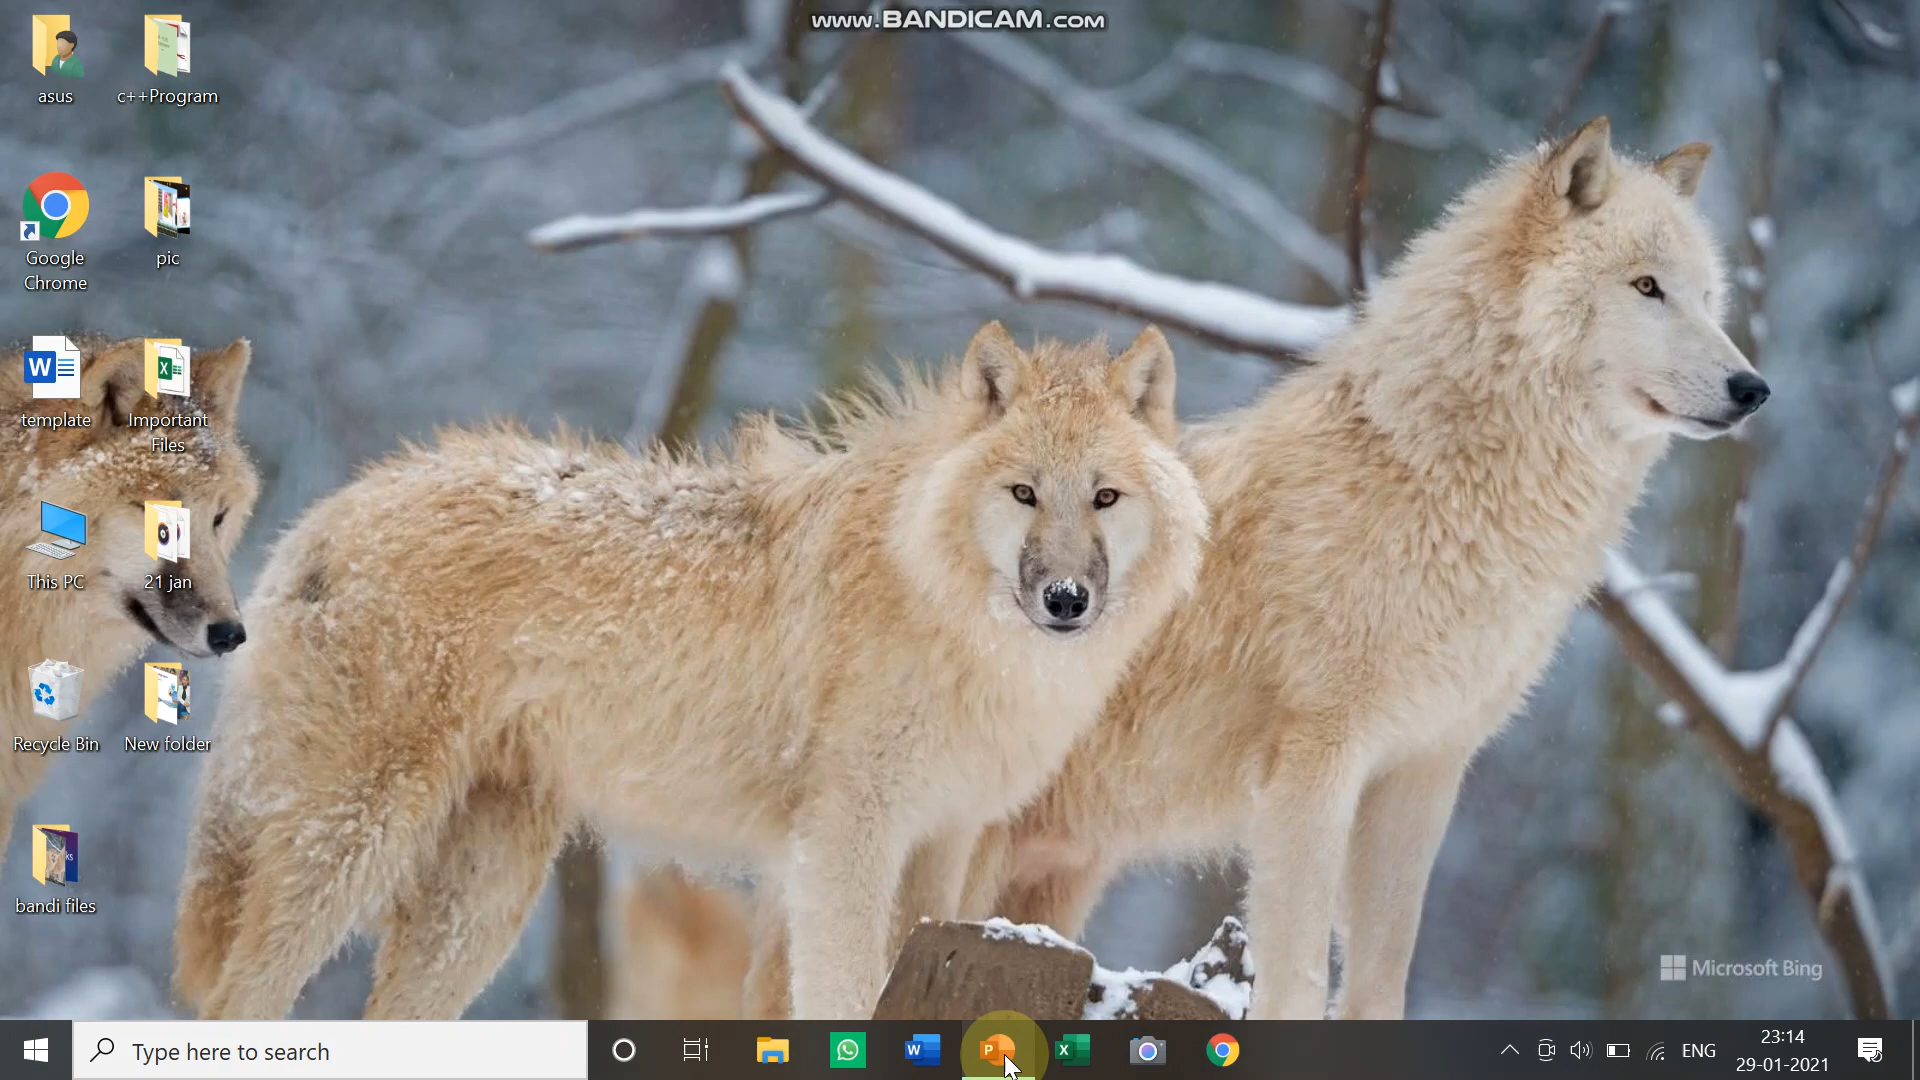 www.BANDICAM.com
asus
c++Program
Google
Chrome
pic
template
Important
Files
This PC
21 jan
Recycle Bin
New folder
bandi files
Microsoft Bing
Type here to search
ENG
23:14
29-01-2021